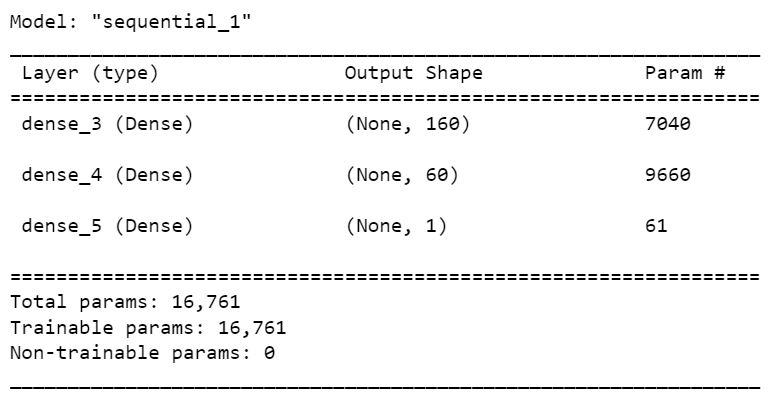 Model: "sequential_1"
Layer (type) Output Shape Param #
dense_3 (Dense) (None, 160) 7040
dense_4 (Dense) (None, 60) 9660
dense_5 (Dense) (None, 1) 61
Total params: 16,761
Trainable params: 16,761
Non-trainable params: 0